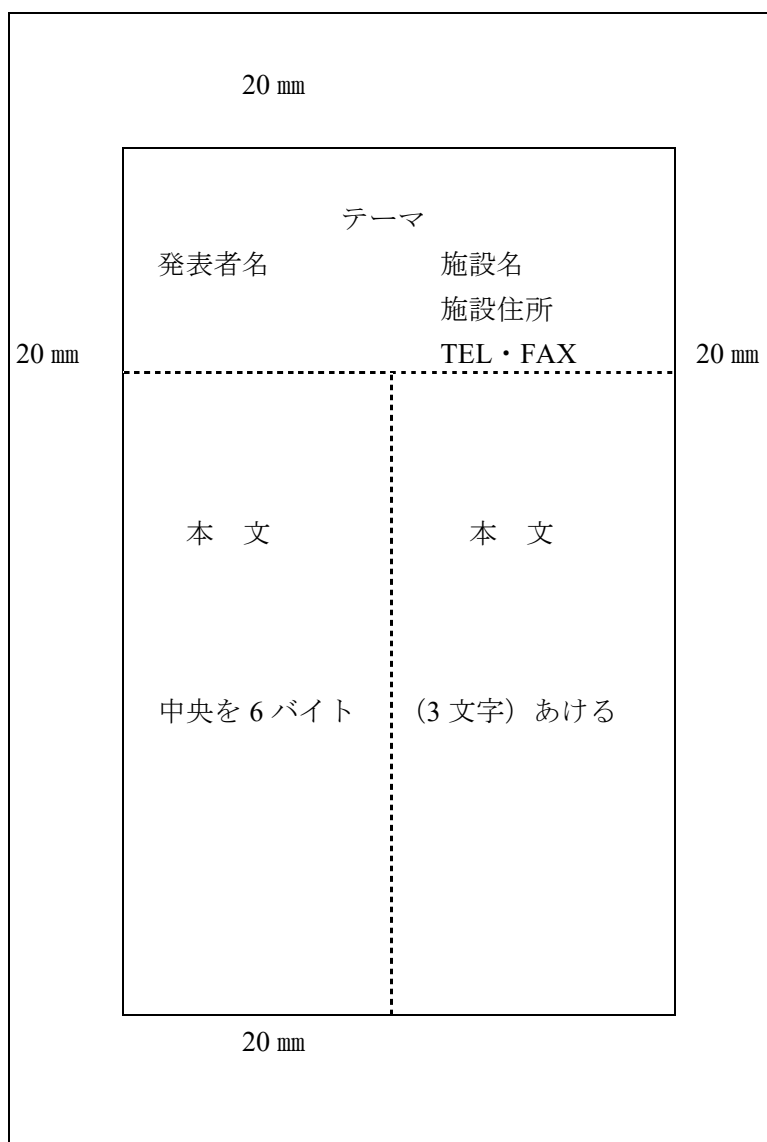 20 ㎜
テーマ
発表者名 施設名
施設住所
20 ㎜ TEL・FAX 20 ㎜
本 文 本 文
中央を 6 バイト (3 文字) あける
20 ㎜